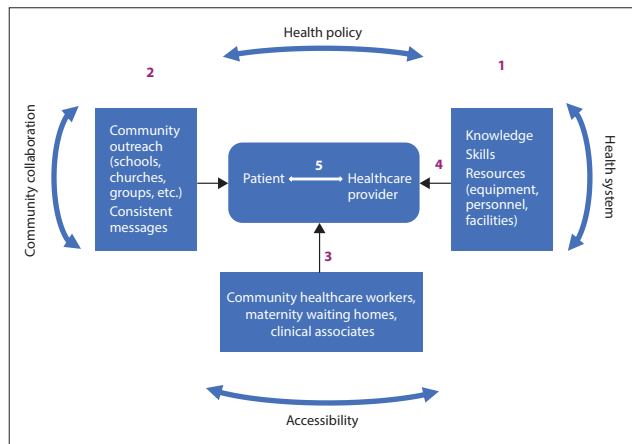 Health policy
2
1
Community collaboration
Community
outreach
(schools,
churches,
groups, etc.)
Consistent
messages
5
Patient
Healthcare
provider
4
Knowledge
Skills
Resources
(equipment,
personnel,
facilities)
Health system
3
Community healthcare workers,
maternity waiting homes,
clinical associates
Accessibility